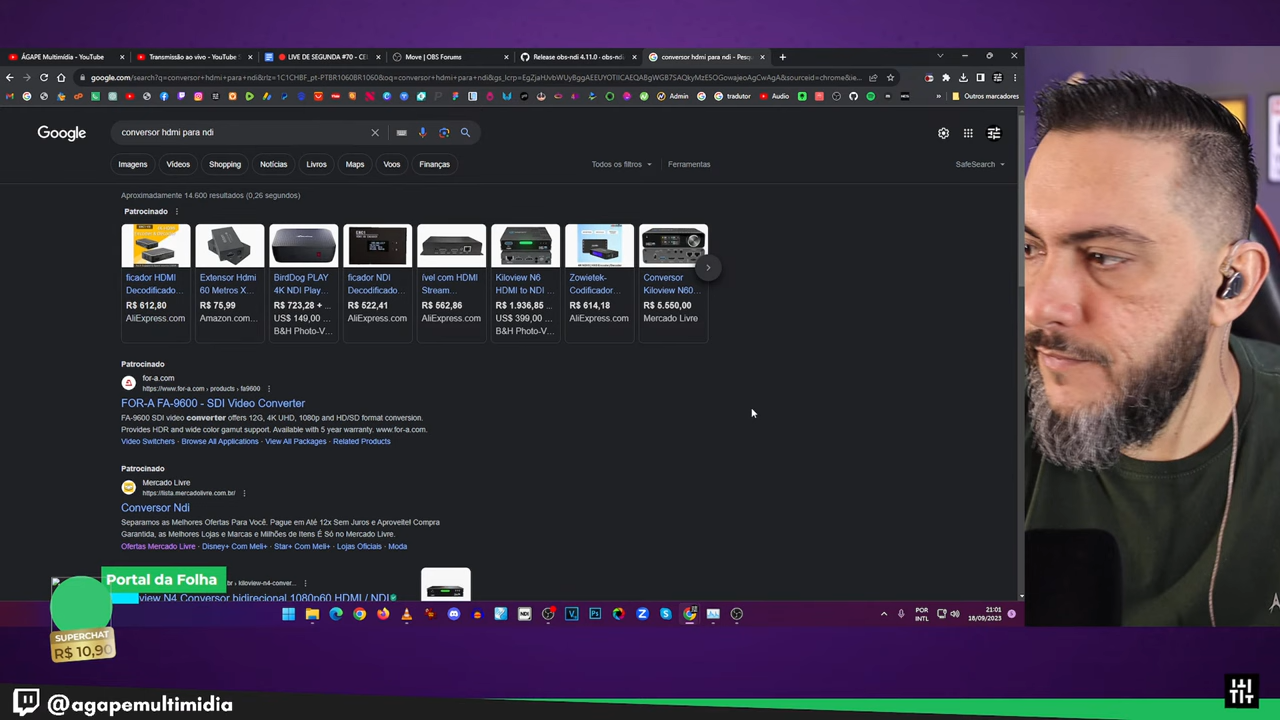 ÁGAPE Multimídia - YouTube
Transmissão ao vivo - YouTube S
LIVE DE SEGUNDA #70 - CE
Move | OBS Forums
Release obs-ndi 4.11.0 · obs-nd
conversor hdmi para ndi - Pesq
Admin
tradutor
Audio
Outros marcadores
Google
conversor hdmi para ndi
Imagens
Vídeos
Shopping
Notícias
Livros
Maps
Voos
Finanças
Todos os filtros
Ferramentas
SafeSearch
Aproximadamente 14.600 resultados (0,26 segundos)
Patrocinado
ficador HDMI
Decodificado...
R$ 612,80
AliExpress.com
Extensor Hdmi
60 Metros X...
R$ 75,99
Amazon.com...
BirdDog PLAY
4K NDI Play...
R$ 723,28 + ...
US$ 149,00 ...
B&H Photo-V...
ficador NDI
Decodificado...
R$ 522,41
AliExpress.com
ível com HDMI
Stream...
R$ 562,86
AliExpress.com
Kiloview N6
HDMI to NDI ...
R$ 1.936,85 ...
US$ 399,00 ...
B&H Photo-V...
Zowietek-
Codificador...
R$ 614,18
AliExpress.com
Conversor
Kiloview N60...
R$ 5.550,00
Mercado Livre
Patrocinado
for-a.com
https://www.for-a.com › products › fa9600
FOR-A FA-9600 - SDI Video Converter
FA-9600 SDI video converter offers 12G, 4K UHD, 1080p and HD/SD format conversion.
Provides HDR and wide color gamut support. Available with 5 year warranty. www.for-a.com.
Video Switchers · Browse All Applications · View All Packages · Related Products
Patrocinado
Mercado Livre
https://lista.mercadolivre.com.br/
Conversor Ndi
Separamos as Melhores Ofertas Para Você. Pague em Até 12x Sem Juros e Aproveite! Compra
Garantida, as Melhores Lojas e Marcas e Milhões de Itens É Só no Mercado Livre.
Ofertas Mercado Livre · Disney+ Com Meli+ · Star+ Com Meli+ · Lojas Oficiais · Moda
br › kiloview-n4-conver...
view N4 Conversor bidirecional 1080p60 HDMI / NDI
Portal da Folha
SUPERCHAT
R$ 10,90
POR
INTL
21:01
18/09/2023
@agapemultimidia